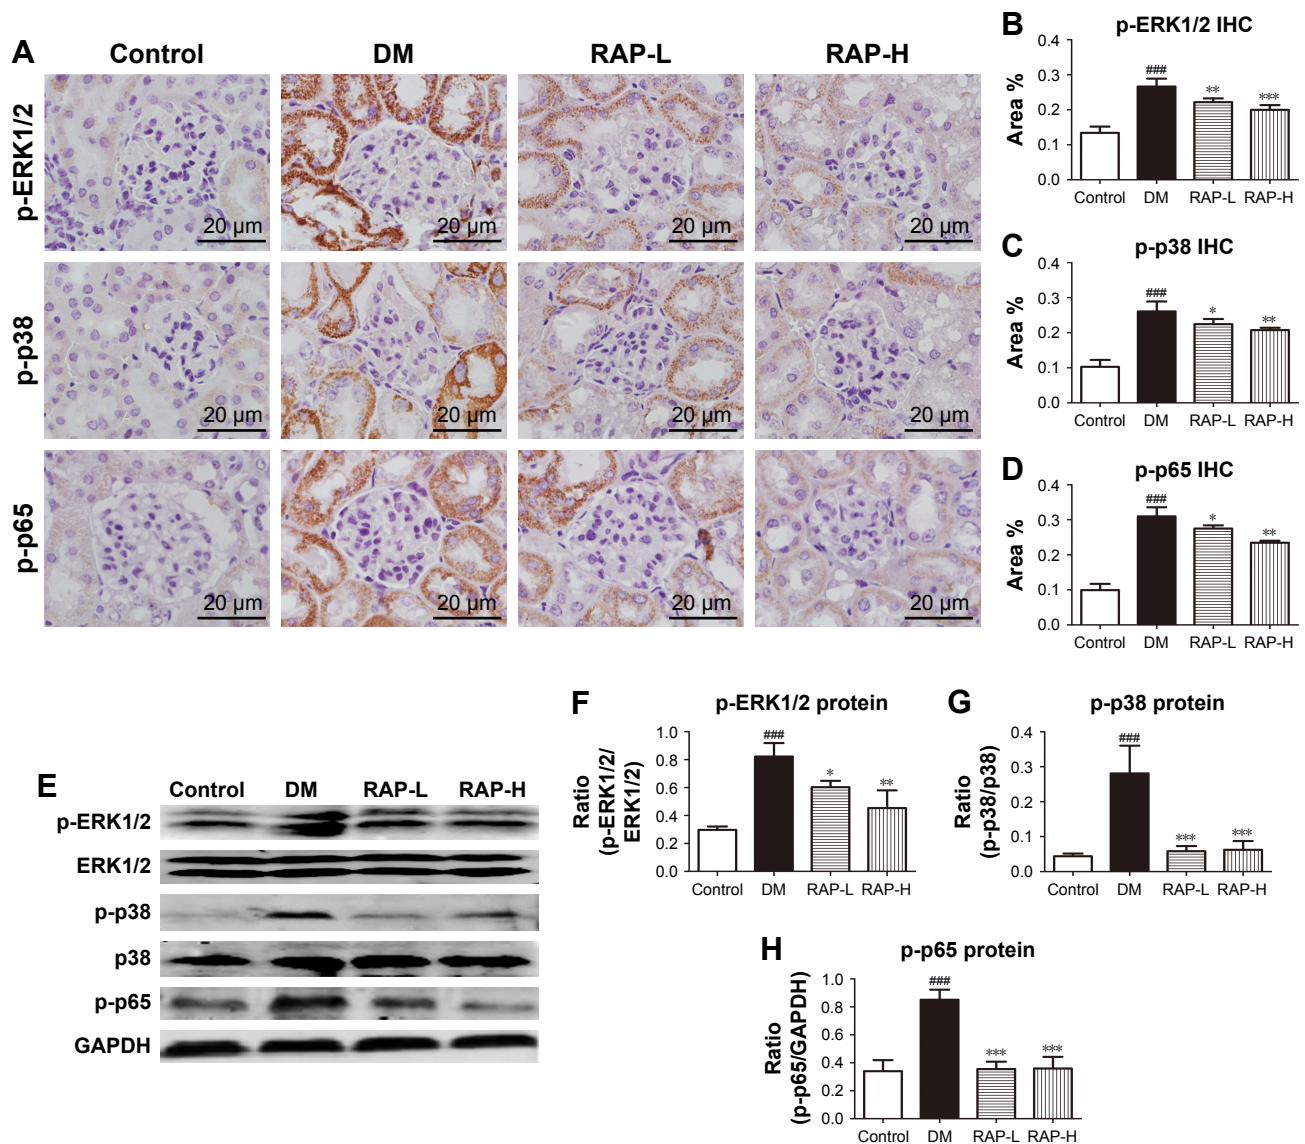 A
Control
DM
RAP-L
RAP-H
p-ERK1/2
20 µm
20 µm
20 µm
20 µm
p-p38
20 µm
20 µm
20 µm
20 µm
p-p65
20 µm
20 µm
20 µm
20 µm
B
p-ERK1/2 IHC
Area %
0.4
0.3
0.2
0.1
0.0
###
**
***
Control
DM
RAP-L
RAP-H
C
p-p38 IHC
Area %
0.4
0.3
0.2
0.1
0.0
###
*
**
Control
DM
RAP-L
RAP-H
D
p-p65 IHC
Area %
0.4
0.3
0.2
0.1
0.0
###
*
**
Control
DM
RAP-L
RAP-H
E
Control
DM
RAP-L
RAP-H
p-ERK1/2
ERK1/2
p-p38
p38
p-p65
GAPDH
F
p-ERK1/2 protein
Ratio
(p-ERK1/2/
ERK1/2)
1.0
0.8
0.6
0.4
0.2
0.0
###
*
**
Control
DM
RAP-L
RAP-H
G
p-p38 protein
Ratio
(p-p38/p38)
0.4
0.3
0.2
0.1
0.0
###
***
***
Control
DM
RAP-L
RAP-H
H
p-p65 protein
Ratio
(p-p65/GAPDH)
1.0
0.8
0.6
0.4
0.2
0.0
###
***
***
Control
DM
RAP-L
RAP-H